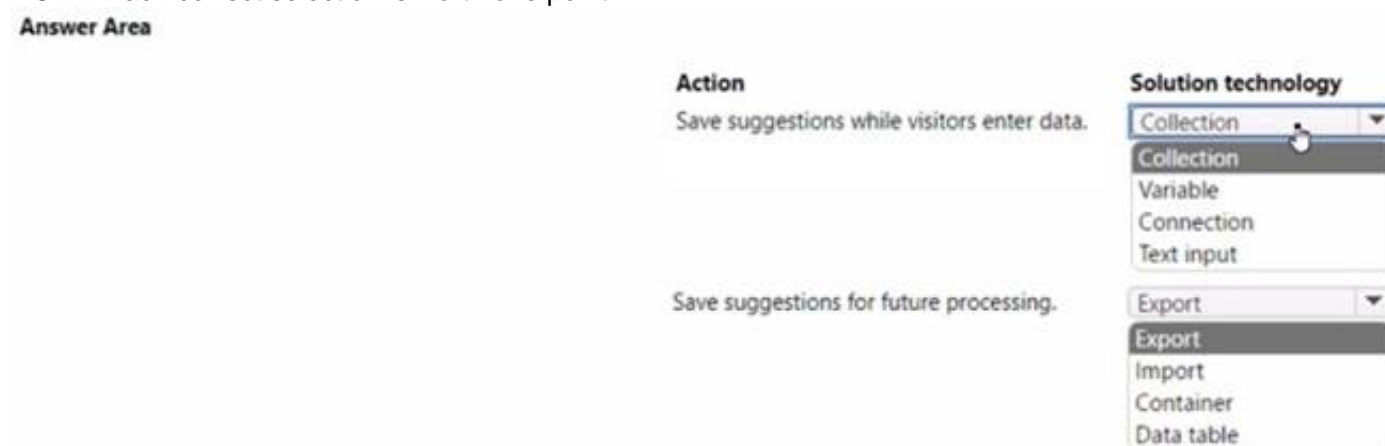 Answer Area
Action Solution technology
Save suggestions while visitors enter data. Collection
Collection
Variable
Connection
Text input
Save suggestions for future processing. Export
Export
Import
Container
Data table